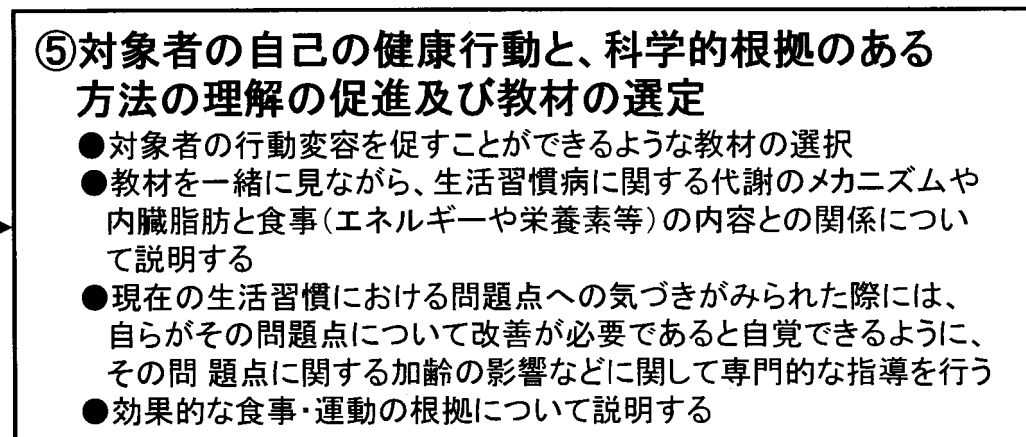 ⑤対象者の自己の健康行動と、科学的根拠のある
方法の理解の促進及び教材の選定
●対象者の行動変容を促すことができるような教材の選択
●教材を一緒に見ながら、生活習慣病に関する代謝のメカニズムや
内臓脂肪と食事(エネルギーや栄養素等)の内容との関係につい
て説明する
●現在の生活習慣における問題点への気づきがみられた際には、
自らがその問題点について改善が必要であると自覚できるように、
その問 題点に関する加齢の影響などに関して専門的な指導を行う
●効果的な食事・運動の根拠について説明する